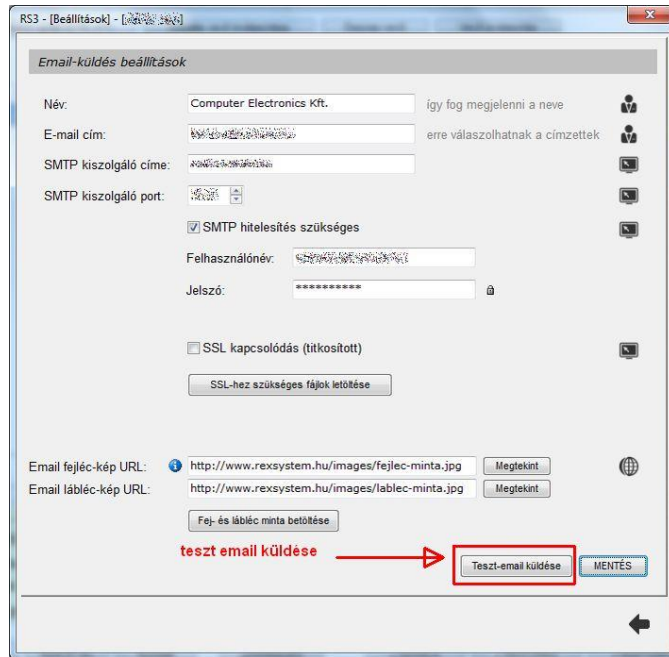 RS3 - [Beállítások] - [
Email-küldés beállítások
Név: Computer Electronics Kft. így fog megjelenni a neve
E-mail cím: erre válaszolhatnak a címzettek
SMTP kiszolgáló címe:
SMTP kiszolgáló port:
SMTP hitelesítés szükséges
Felhasználónév:
Jelszó: **********
SSL kapcsolódás (titkosított)
SSL-hez szükséges fájlok letöltése
Email fejléc-kép URL: http://www.rexsystem.hu/images/fejlec-minta.jpg Megtekint
Email lábléc-kép URL: http://www.rexsystem.hu/images/lablec-minta.jpg Megtekint
Fej- és lábléc minta betöltése
teszt email küldése
Teszt-email küldése MENTÉS